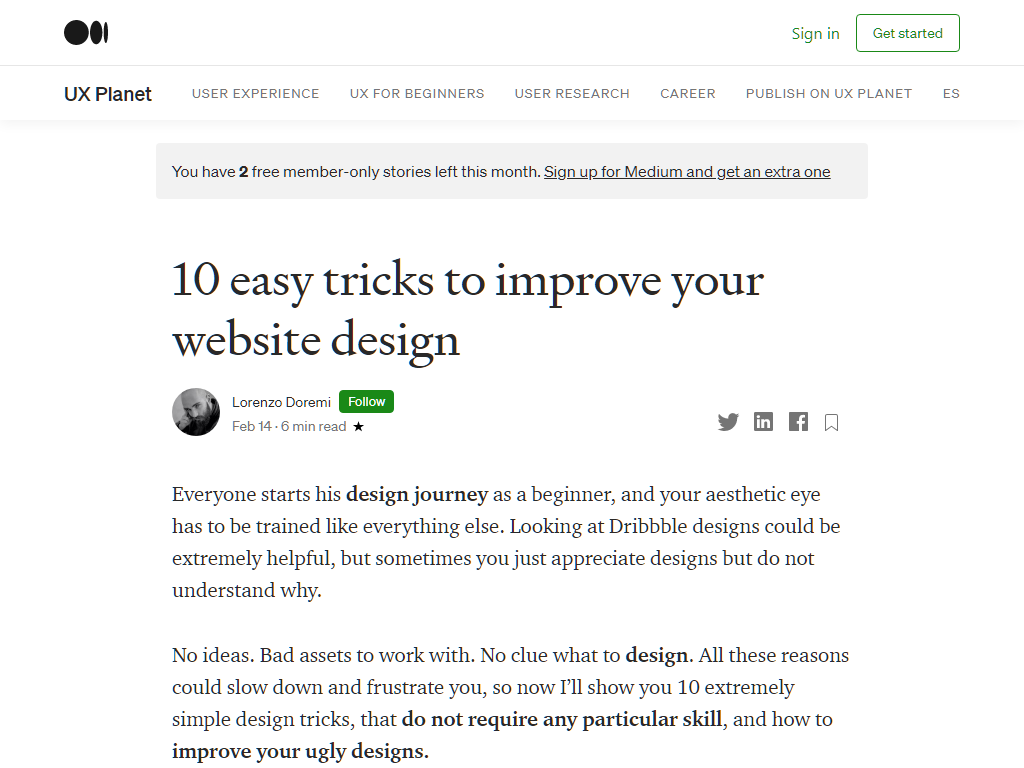 Sign in
Get started
UX Planet
USER EXPERIENCE
UX FOR BEGINNERS
USER RESEARCH
CAREER
PUBLISH ON UX PLANET
ES
You have 2 free member-only stories left this month. Sign up for Medium and get an extra one
10 easy tricks to improve your
website design
Lorenzo Doremi
Follow
Feb 14 · 6 min read ★
Everyone starts his design journey as a beginner, and your aesthetic eye
has to be trained like everything else. Looking at Dribbble designs could be
extremely helpful, but sometimes you just appreciate designs but do not
understand why.
No ideas. Bad assets to work with. No clue what to design. All these reasons
could slow down and frustrate you, so now I’ll show you 10 extremely
simple design tricks, that do not require any particular skill, and how to
improve your ugly designs.